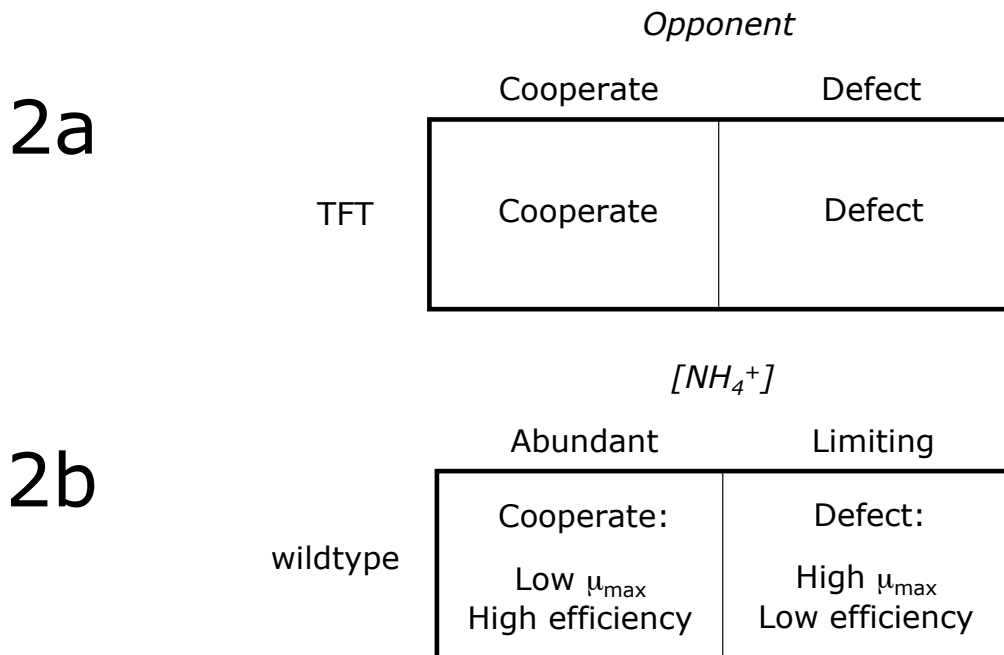 Opponent
Cooperate Defect
2a
TFT Cooperate Defect
[NH₄⁺]
Abundant Limiting
2b
Cooperate: Defect:
wildtype
Low μmax High μmax
High efficiency Low efficiency